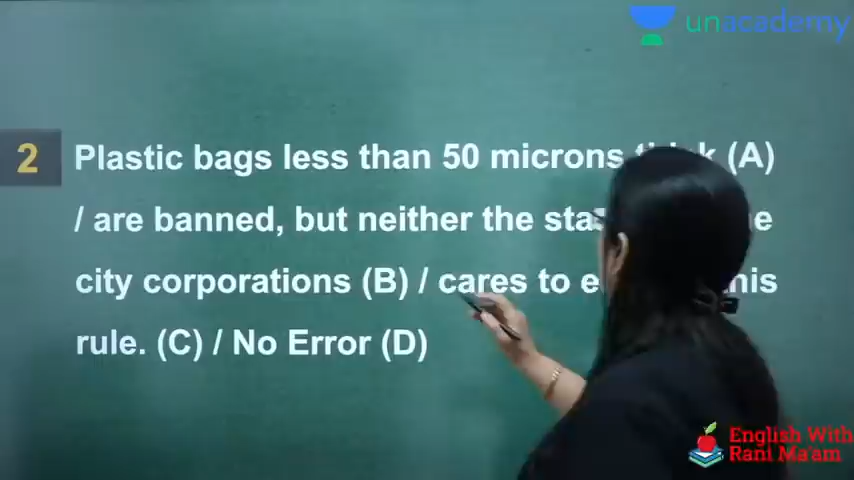 unacademy
2
Plastic bags less than 50 microns (A)
/ are banned, but neither the
city corporations (B) / cares to
rule. (C) / No Error (D)
English With
Rani Ma'am